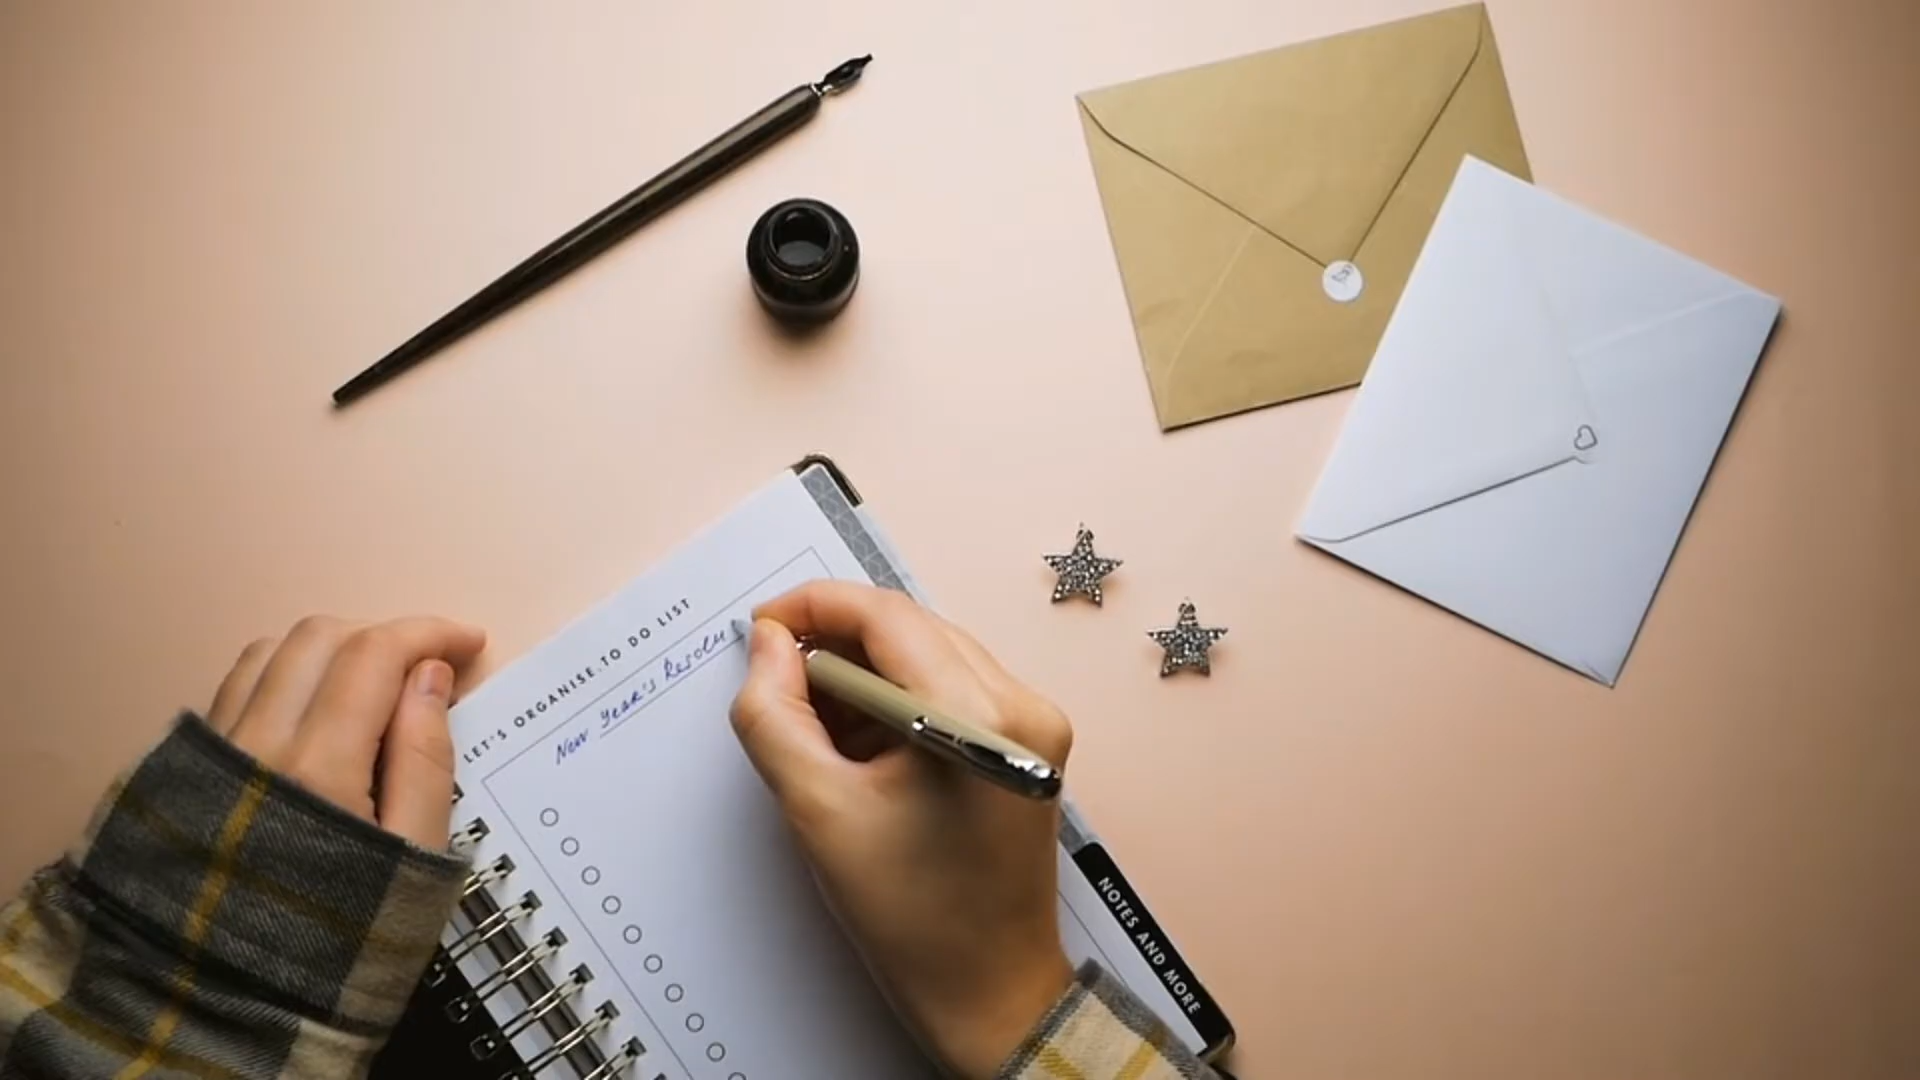 LET'S ORGANISE.TO DO LIST
New Year's Resolu
NOTES AND MORE